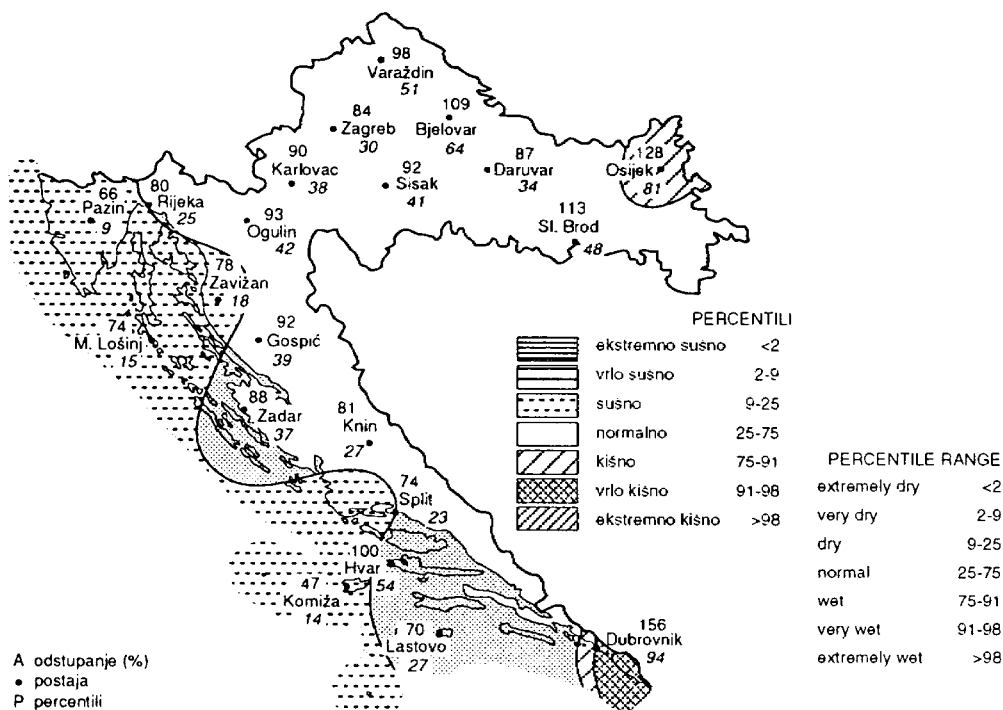 98
Varaždin
51
84
Zagreb
30
109
Bjelovar
64
90
Karlovac
38
92
Sisak
41
87
Daruvar
34
128
Osijek
81
66
Pazin
9
80
Rijeka
25
93
Ogulin
42
113
Sl. Brod
48
78
Zavižan
18
74
M. Lošinj
15
92
Gospić
39
88
Zadar
37
81
Knin
27
74
Split
23
100
Hvar
54
47
Komiža
14
70
Lastovo
27
156
Dubrovnik
94
PERCENTILI
ekstremno sušno <2
vrlo sušno 2-9
sušno 9-25
normalno 25-75
kišno 75-91
vrlo kišno 91-98
ekstremno kišno >98
PERCENTILE RANGE
extremely dry <2
very dry 2-9
dry 9-25
normal 25-75
wet 75-91
very wet 91-98
extremely wet >98
A odstupanje (%)
• postaja
P percentili